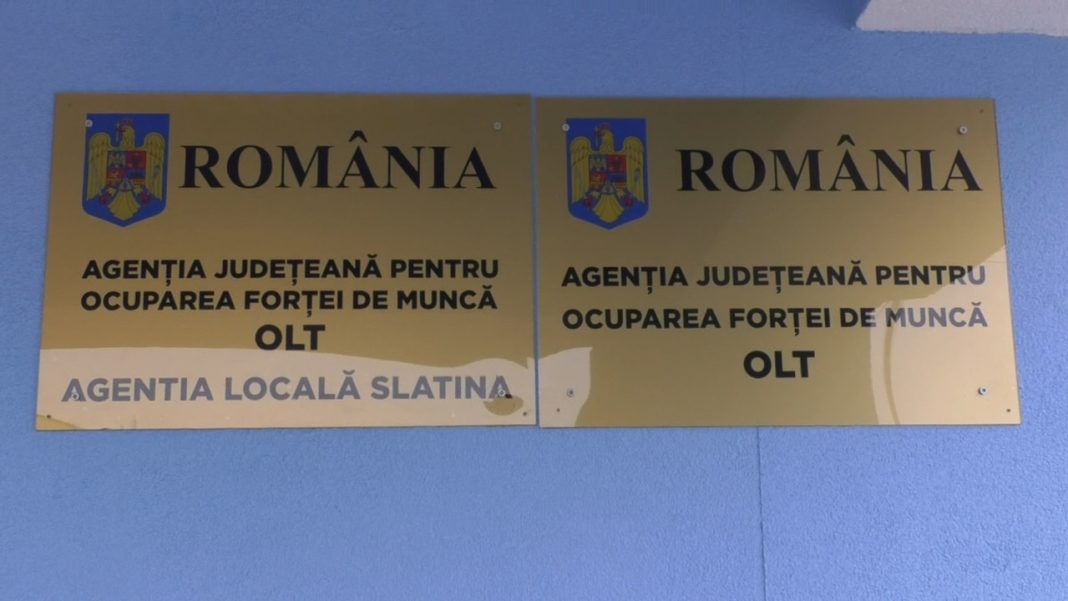 ROMÂNIA
AGENȚIA JUDEȚEANĂ PENTRU
OCUPAREA FORȚEI DE MUNCĂ
OLT
AGENTIA LOCALĂ SLATINA
ROMÂNIA
AGENȚIA JUDEȚEANĂ PENTRU
OCUPAREA FORȚEI DE MUNCĂ
OLT